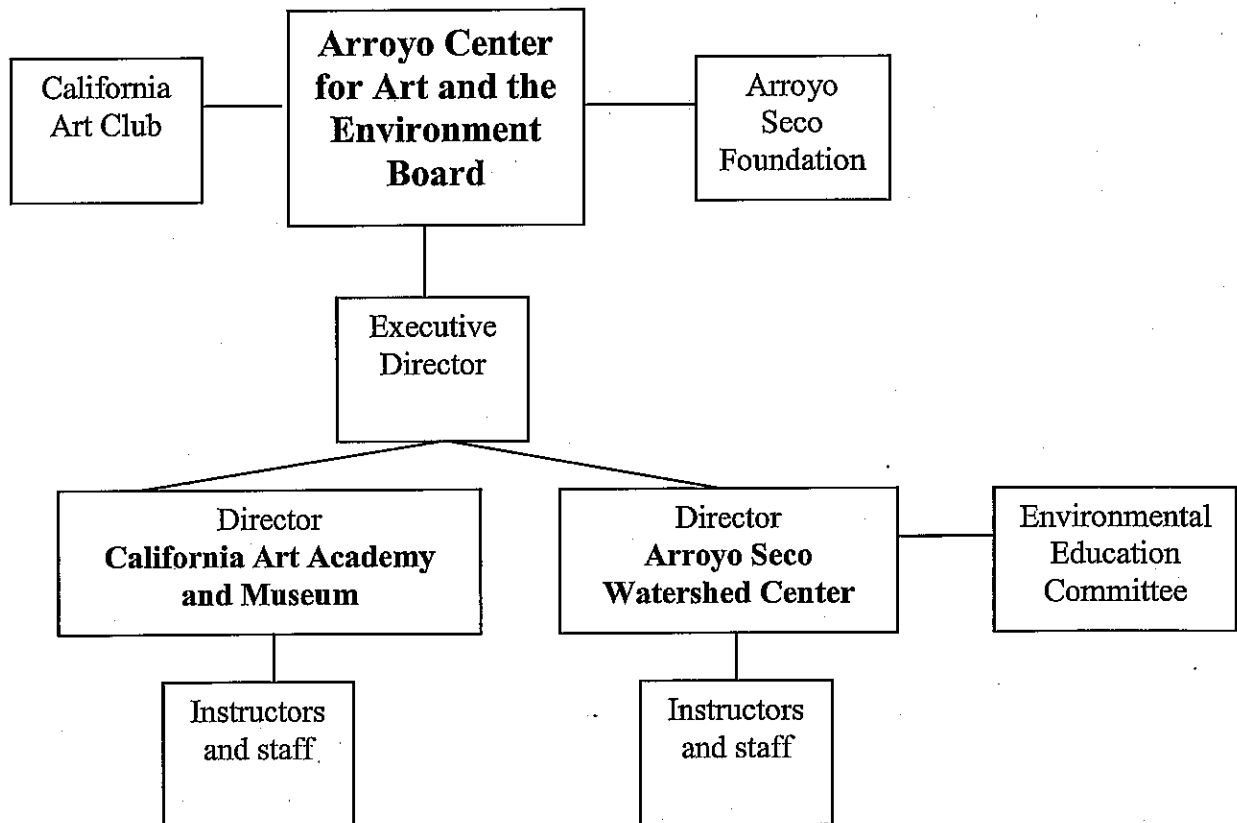 California
Art Club
Arroyo Center
for Art and the
Environment
Board
Arroyo
Seco
Foundation
Executive
Director
Director
California Art Academy
and Museum
Director
Arroyo Seco
Watershed Center
Environmental
Education
Committee
Instructors
and staff
Instructors
and staff